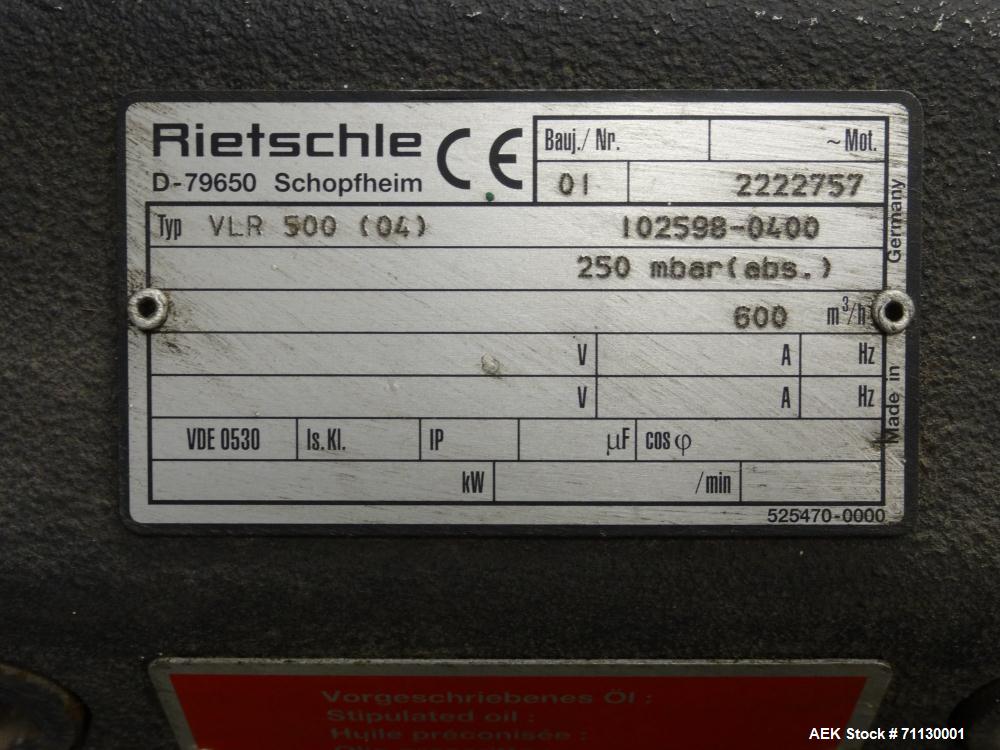 Rietschle CE
D-79650 Schopfheim
Bauj./ Nr. ~Mot.
01 2222757
Typ VLR 500 (04) 102598-0400
250 mbar(abs.)
600 m³/h
V A Hz
V A Hz
VDE 0530 Is.Kl. IP µF cos φ
kW /min
525470-0000
Made in Germany
Vorgeschriebenes Öl :
Stipulated oil :
Huile préconisée :
AEK Stock #71130001